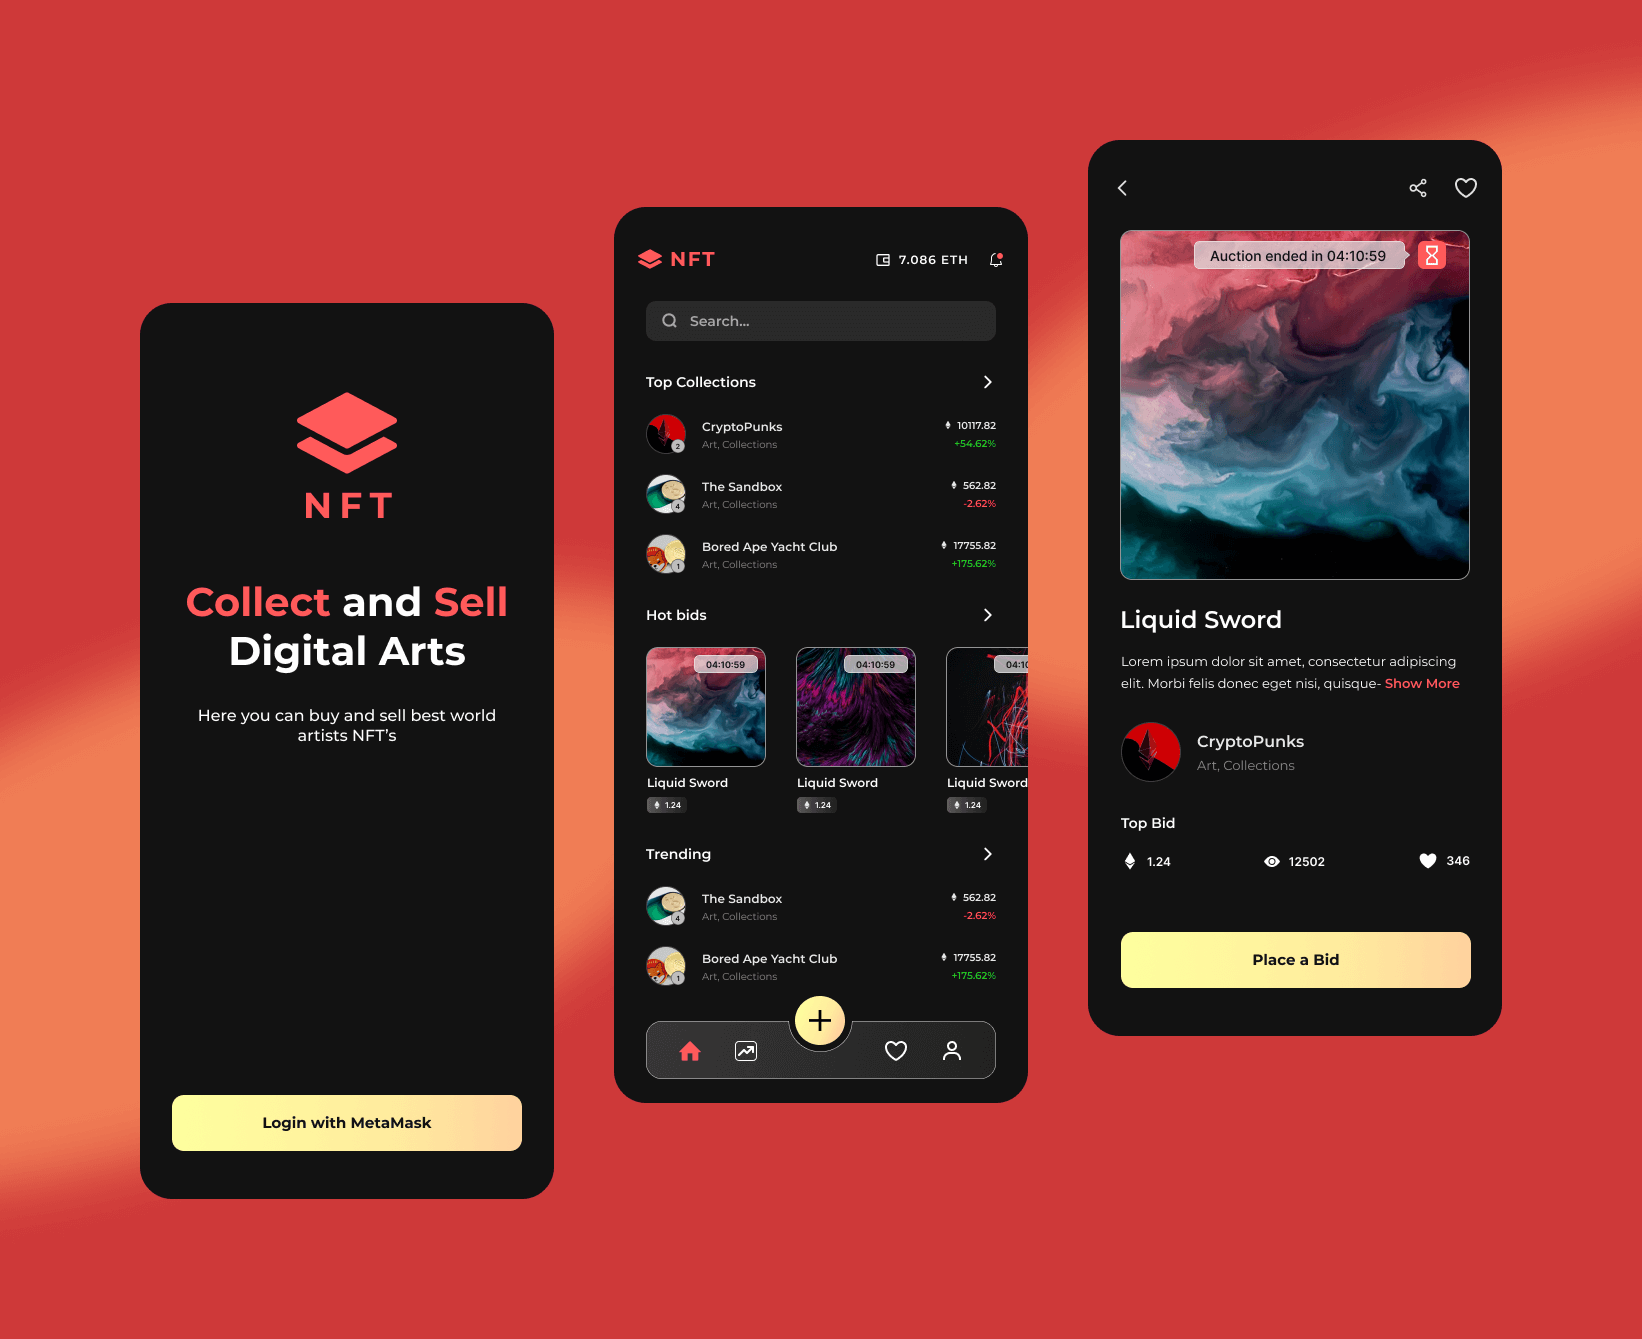 NFT
Collect and Sell
Digital Arts
Here you can buy and sell best world
artists NFT's
Login with MetaMask
NFT
7.086 ETH
Search...
Top Collections
2
CryptoPunks
10117.82
Art, Collections
+54.62%
4
The Sandbox
562.82
Art, Collections
-2.62%
1
Bored Ape Yacht Club
17755.82
Art, Collections
+175.62%
Hot bids
04:10:59
04:10:59
04:10
Liquid Sword
Liquid Sword
Liquid Sword
1.24
1.24
1.24
Trending
4
The Sandbox
562.82
Art, Collections
-2.62%
1
Bored Ape Yacht Club
17755.82
Art, Collections
+175.62%
Auction ended in 04:10:59
Liquid Sword
Lorem ipsum dolor sit amet, consectetur adipiscing
elit. Morbi felis donec eget nisi, quisque- Show More
CryptoPunks
Art, Collections
Top Bid
1.24
12502
346
Place a Bid